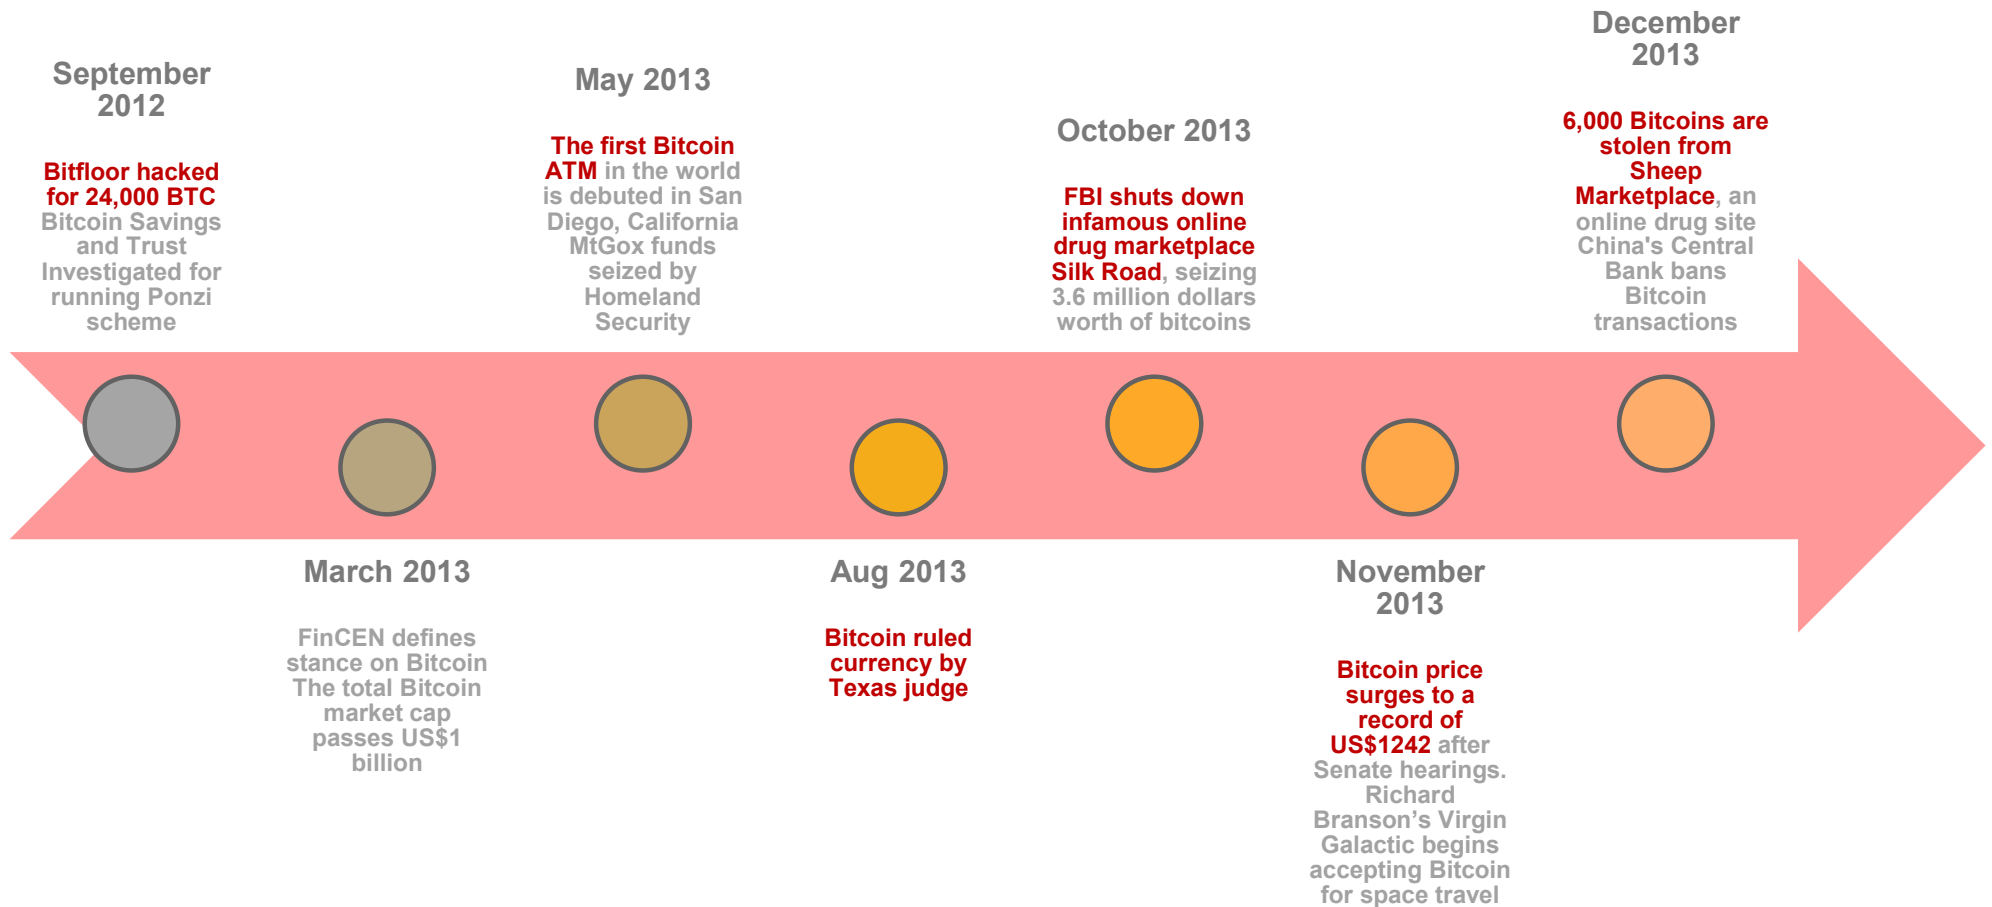 September
2012
Bitfloor hacked
for 24,000 BTC
Bitcoin Savings
and Trust
Investigated for
running Ponzi
scheme
March 2013
FinCEN defines
stance on Bitcoin
The total Bitcoin
market cap
passes US$1
billion
May 2013
The first Bitcoin
ATM in the world
is debuted in San
Diego, California
MtGox funds
seized by
Homeland
Security
Aug 2013
Bitcoin ruled
currency by
Texas judge
October 2013
FBI shuts down
infamous online
drug marketplace
Silk Road, seizing
3.6 million dollars
worth of bitcoins
November
2013
Bitcoin price
surges to a
record of
US$1242 after
Senate hearings.
Richard
Branson’s Virgin
Galactic begins
accepting Bitcoin
for space travel
December
2013
6,000 Bitcoins are
stolen from
Sheep
Marketplace, an
online drug site
China's Central
Bank bans
Bitcoin
transactions